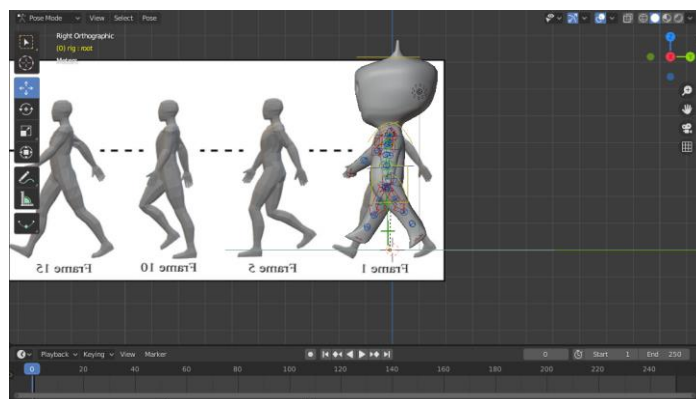 Pose Mode View Select Pose
Right Orthographic
(0) rig : root
Meters
Frame 15 Frame 10 Frame 5 Frame 1
Playback Keying View Marker 0 Start 1 End 250
0 20 40 60 80 100 120 140 160 180 200 220 240